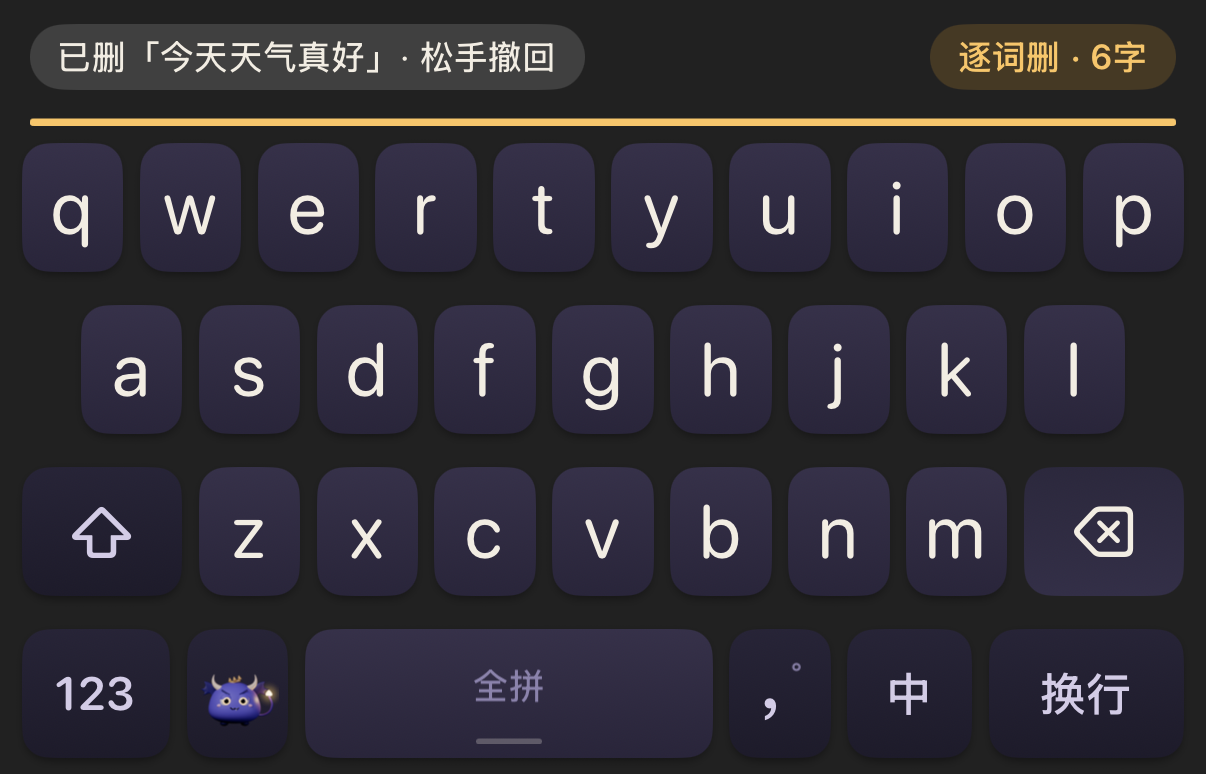 已删「今天天气真好」· 松手撤回
逐词删 · 6字
q w e r t y u i o p
a s d f g h j k l
z x c v b n m
123 全拼 ，。 中 换行